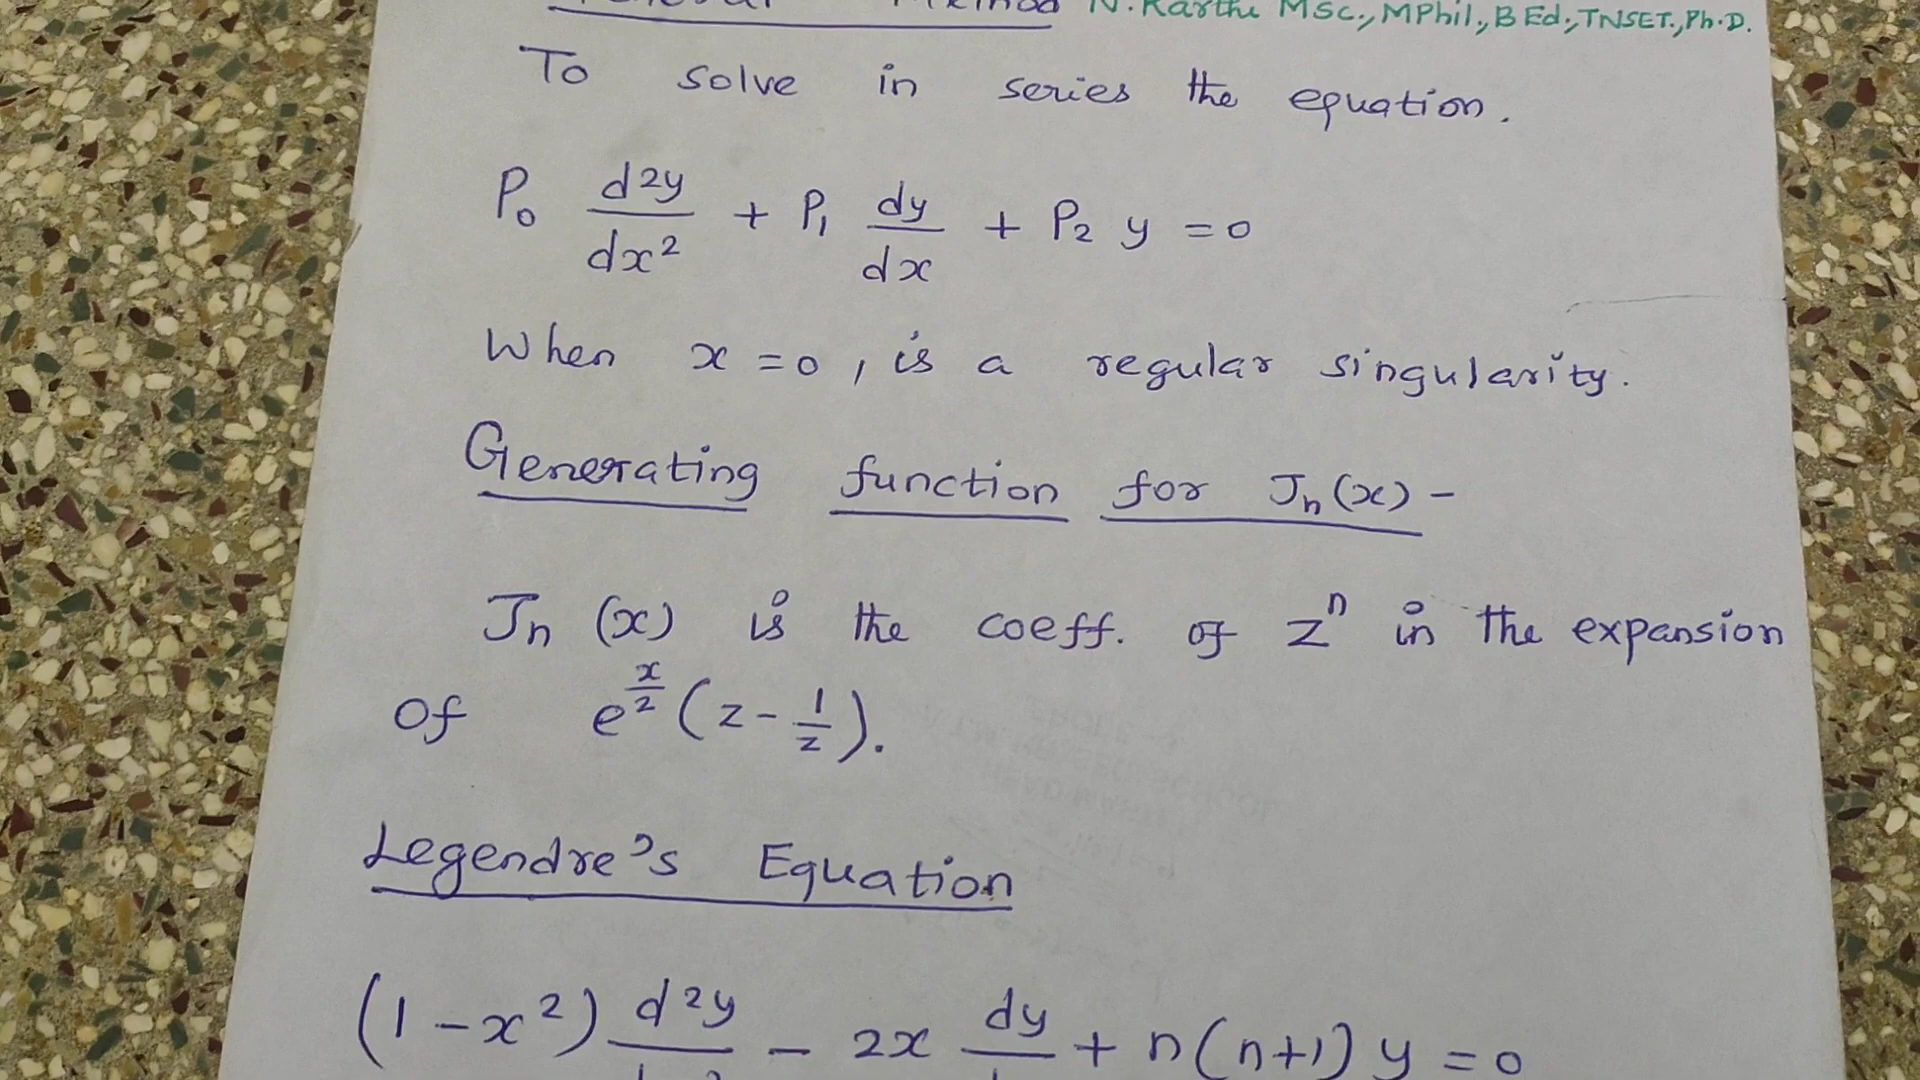 N. Karthi MSc., MPhil., B Ed., TNSET., Ph.D.
To solve in series the equation.
P₀ d2y/dx² + P₁ dy/dx + P₂ y = 0
When x = 0, is a regular singularity.
Generating function for Jₙ(x) -
Jₙ (x) is the coeff. of zⁿ in the expansion
of e^(x/2) (z - 1/z).
Legendre's Equation
(1 - x²) d²y - 2x dy + n(n+1) y = 0